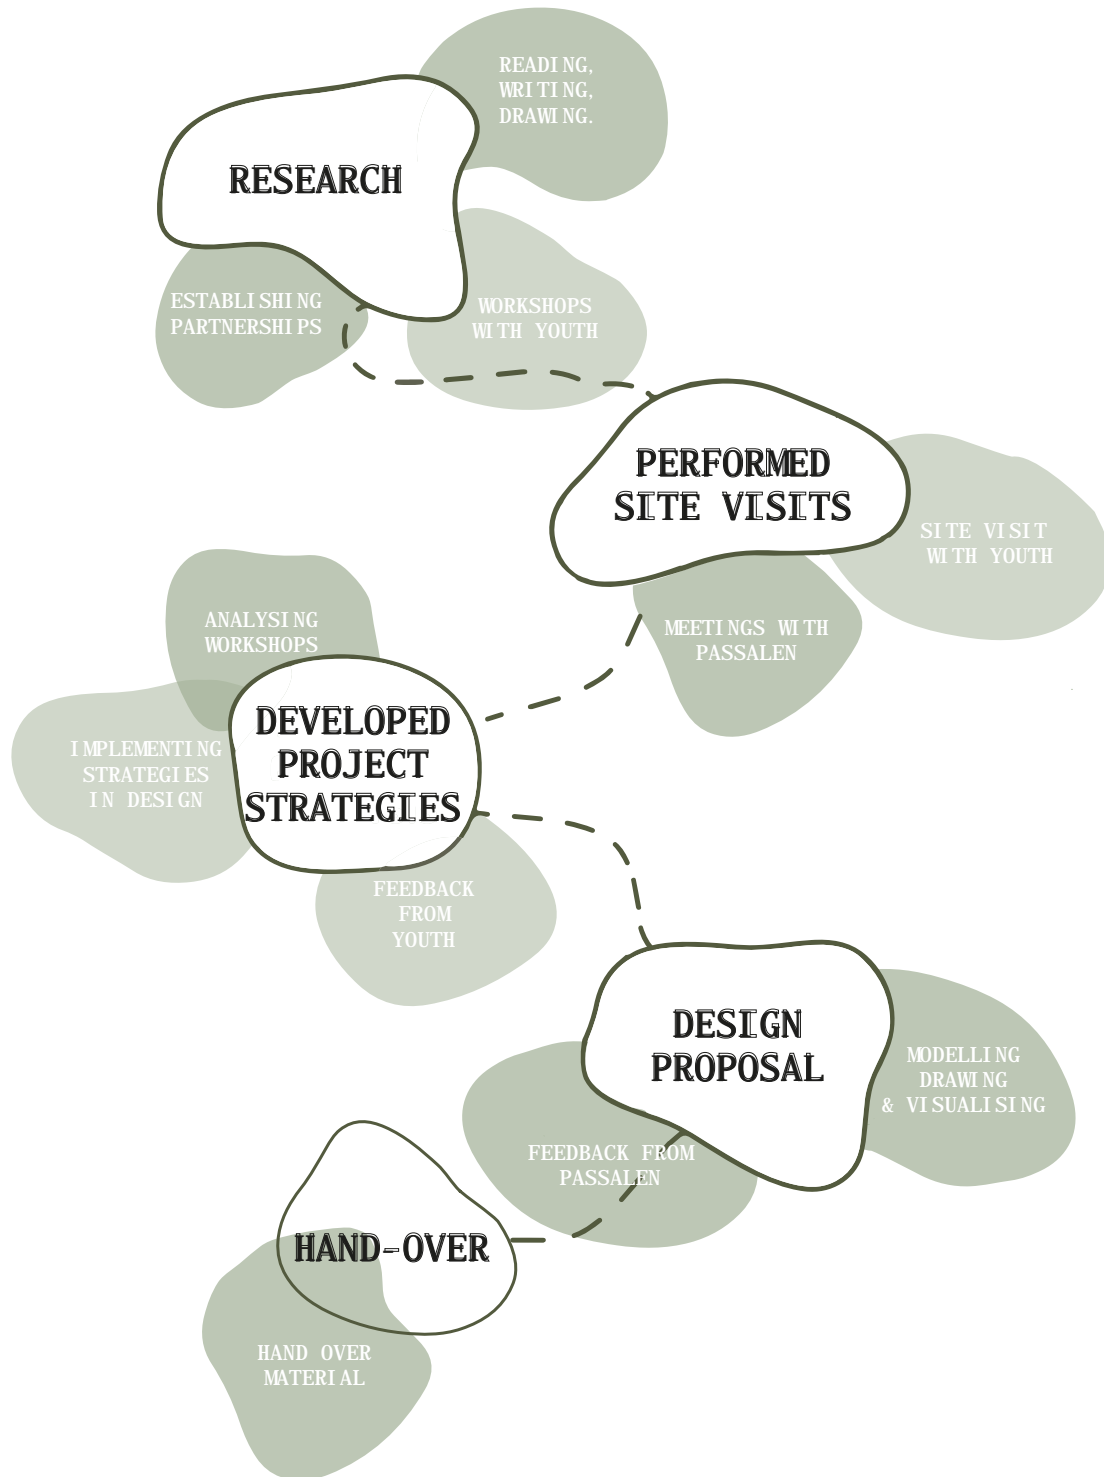 READING,
WRITING,
DRAWING.
RESEARCH
ESTABLISHING
PARTNERSHIPS
WORKSHOPS
WITH YOUTH
PERFORMED
SITE VISITS
SITE VISIT
WITH YOUTH
MEETINGS WITH
PASSALEN
ANALYSING
WORKSHOPS
DEVELOPED
PROJECT
STRATEGIES
IMPLEMENTING
STRATEGIES
IN DESIGN
FEEDBACK
FROM
YOUTH
DESIGN
PROPOSAL
MODELLING
DRAWING
& VISUALISING
FEEDBACK FROM
PASSALEN
HAND-OVER
HAND OVER
MATERIAL